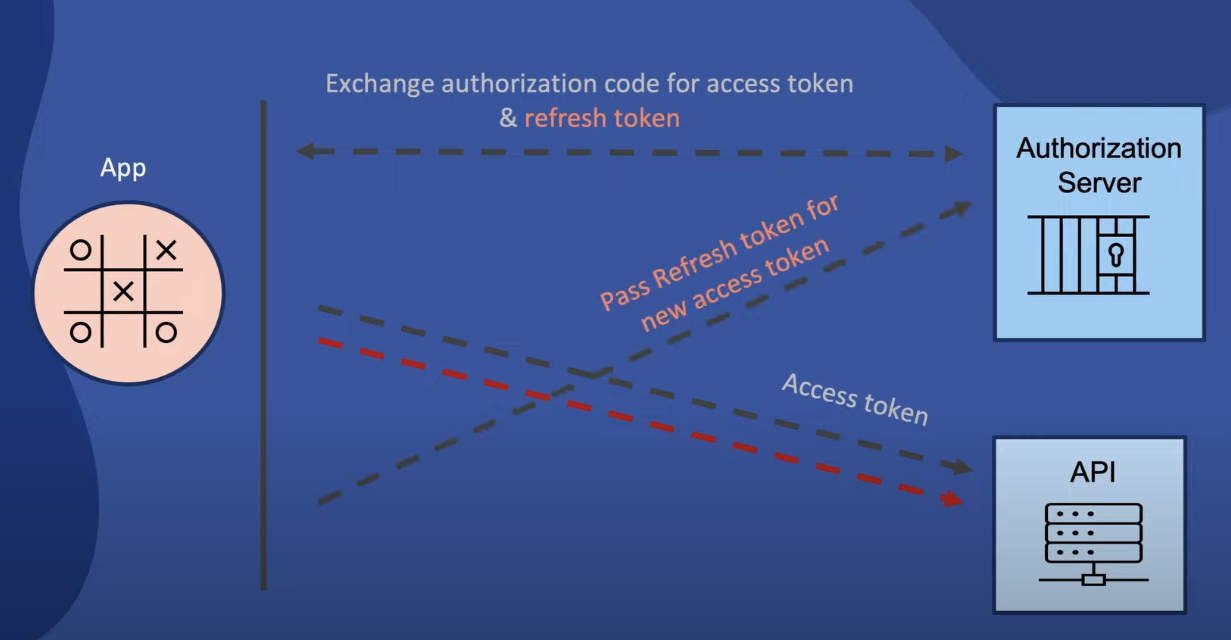 Exchange authorization code for access token
& refresh token
App
Authorization
Server
Pass Refresh token for
new access token
Access token
API